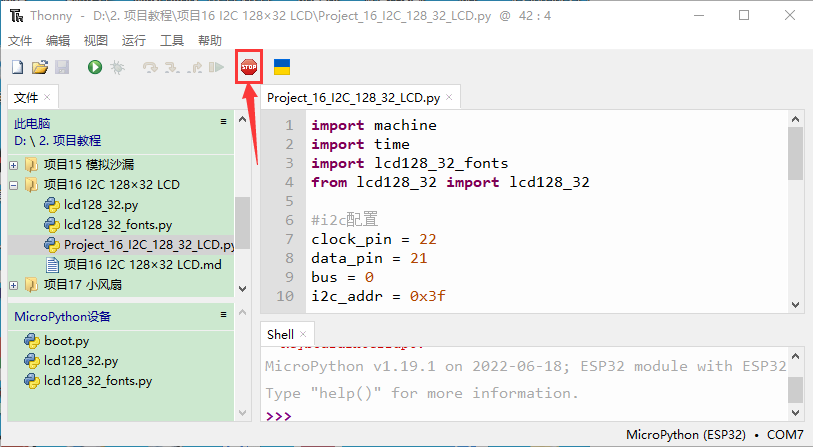 Thonny - D:\2. 项目教程\项目16 I2C 128×32 LCD\Project_16_I2C_128_32_LCD.py @ 42 : 4
文件 编辑 视图 运行 工具 帮助
STOP
文件 ×
此电脑
D: \ 2. 项目教程
项目15 模拟沙漏
项目16 I2C 128×32 LCD
lcd128_32.py
lcd128_32_fonts.py
Project_16_I2C_128_32_LCD.py
项目16 I2C 128×32 LCD.md
项目17 小风扇
MicroPython设备
boot.py
lcd128_32.py
lcd128_32_fonts.py
Project_16_I2C_128_32_LCD.py ×
1 import machine
2 import time
3 import lcd128_32_fonts
4 from lcd128_32 import lcd128_32
5
6 #i2c配置
7 clock_pin = 22
8 data_pin = 21
9 bus = 0
10 i2c_addr = 0x3f
Shell ×
MicroPython v1.19.1 on 2022-06-18; ESP32 module with ESP32
Type "help()" for more information.
>>>
MicroPython (ESP32) • COM7